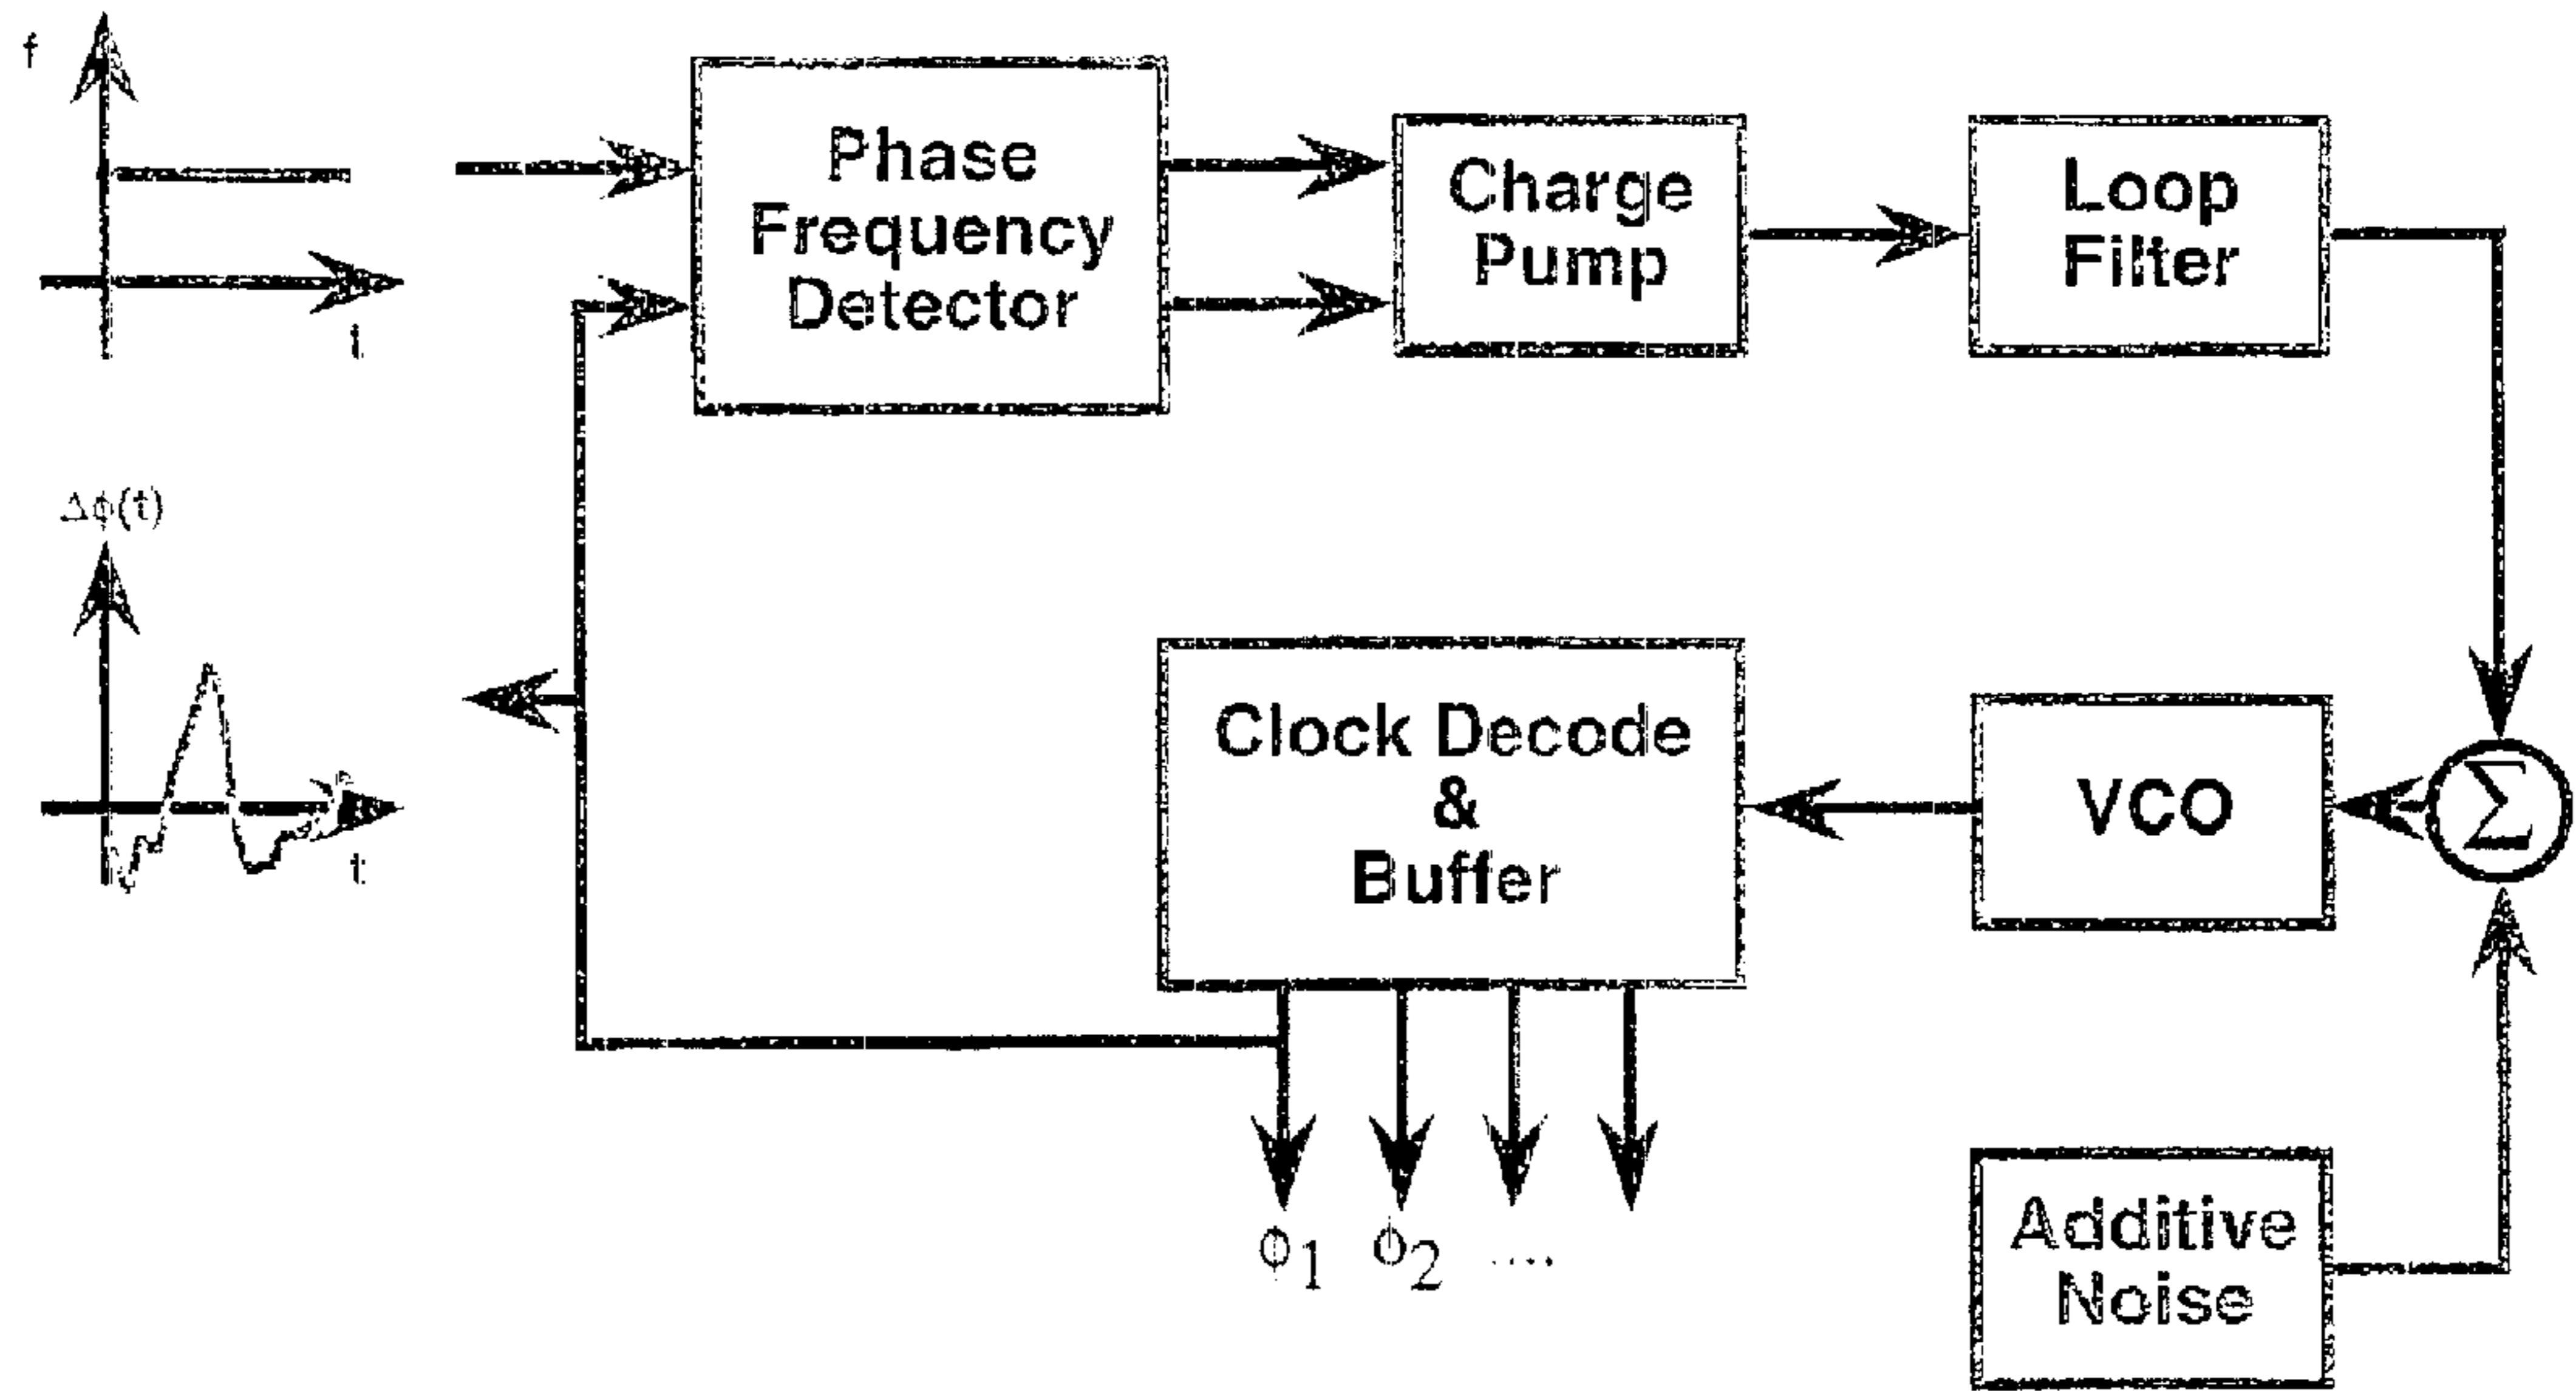 f
t
Phase
Frequency
Detector
Charge
Pump
Loop
Filter
Δϕ(t)
t
Clock Decode
&
Buffer
VCO
Σ
ϕ1 ϕ2 ....
Additive
Noise